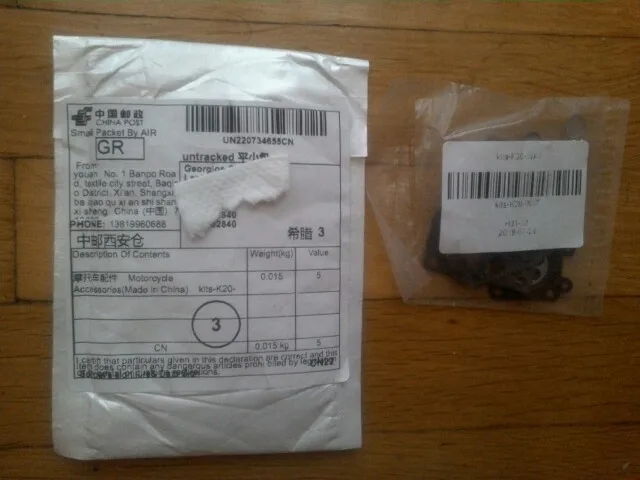 中国邮政
CHINA POST
Small Packet By AIR
GR
UN220734655CN
untracked 平小包
From:
youan. No. 1 Banpo Roa
d, textile city street, Baqia
o District, Xi'an, Shangxi
ba qiao qu xi an shi shan
xi sheng. China (中国)
PHONE: 13619960688
Georgios
2840
02840
中邮西安仓
希腊 3
Description Of Contents
Weight(kg)
Value
摩托车配件 Motorcycle
Accessories(Made in China) kits-K20-
0.015
5
3
CN
0.015 kg
5
I certify that particulars given in this declaration are correct and this
item does contain any dangerous articles prohibited by
CN22